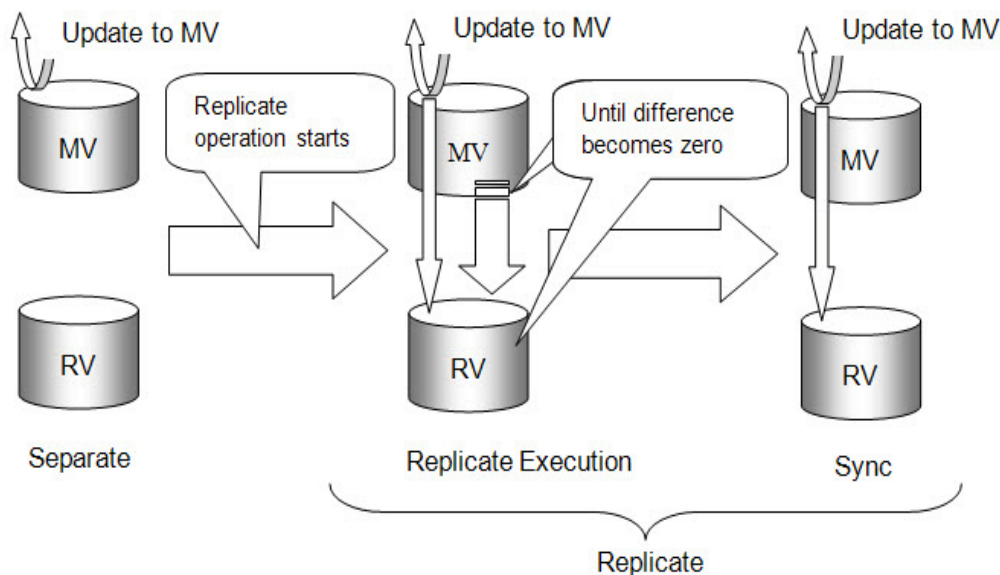 Update to MV
Update to MV
Update to MV
Replicate
operation starts
Until difference
becomes zero
MV
MV
MV
RV
RV
RV
Separate
Replicate Execution
Sync
Replicate